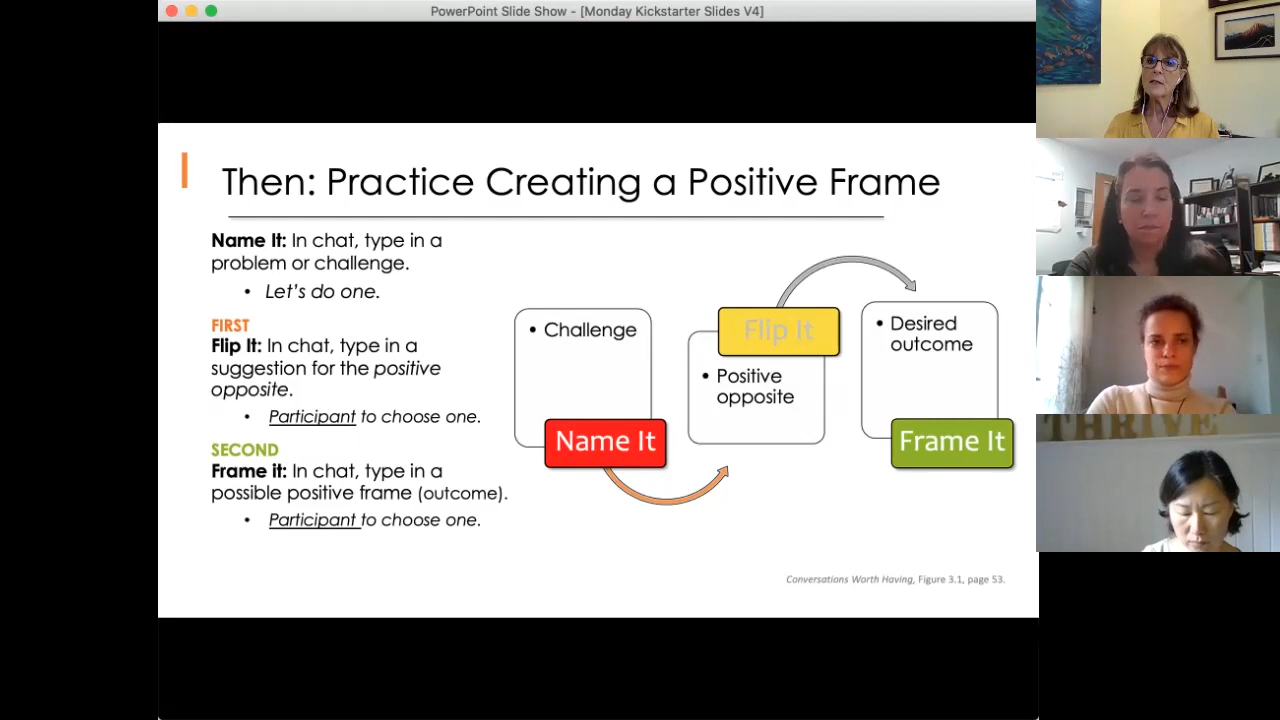 PowerPoint Slide Show - [Monday Kickstarter Slides V4]
Then: Practice Creating a Positive Frame
Name It: In chat, type in a
problem or challenge.
• Let's do one.
FIRST
Flip It: In chat, type in a
suggestion for the positive
opposite.
• Participant to choose one.
SECOND
Frame it: In chat, type in a
possible positive frame (outcome).
• Participant to choose one.
• Challenge
Name It
Flip It
• Positive
opposite
• Desired
outcome
Frame It
Conversations Worth Having, Figure 3.1, page 53.
THRIVE